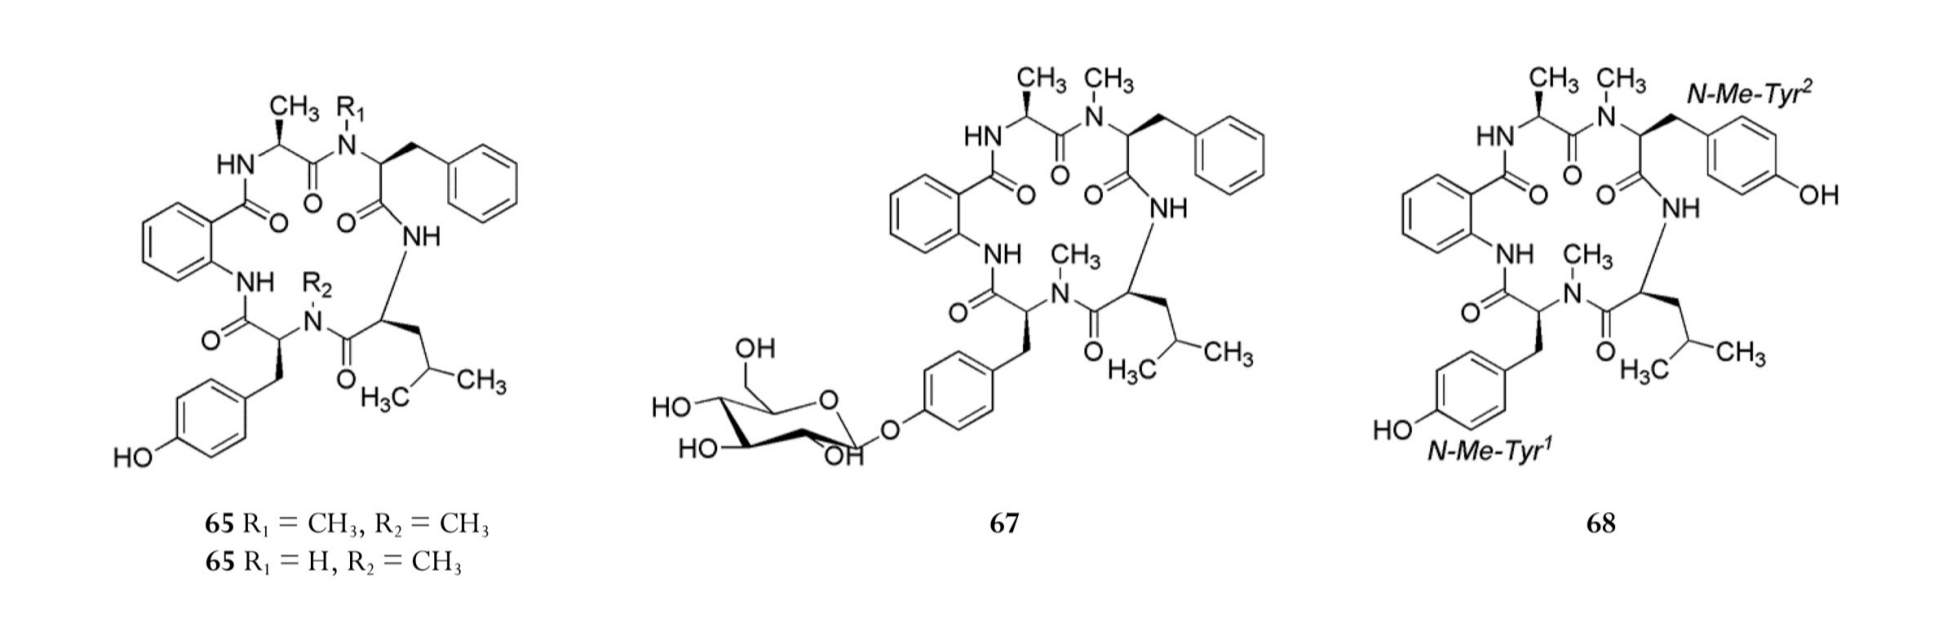 CH₃ R₁
HN N
O O O NH
NH R₂
O N
O H₃C CH₃
HO
65 R₁ = CH₃, R₂ = CH₃
65 R₁ = H, R₂ = CH₃
CH₃ CH₃
HN N
O O O NH
NH CH₃
O N
O H₃C CH₃
OH
HO O
HO OH O
67
CH₃ CH₃ N-Me-Tyr²
HN N
O O O NH OH
NH CH₃
O N
O H₃C CH₃
HO N-Me-Tyr¹
68